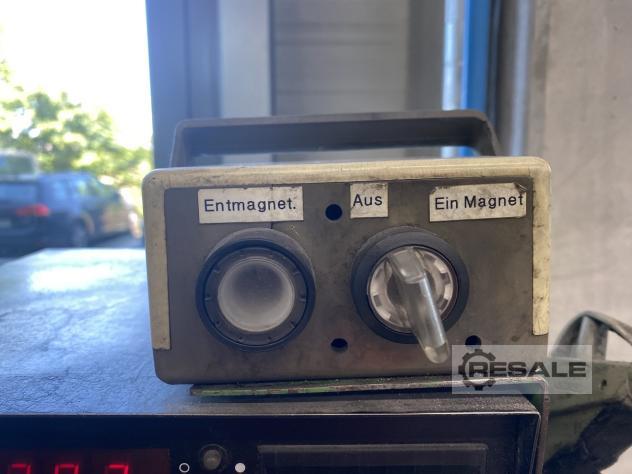 Entmagnet.
Aus
Ein Magnet
RESALE